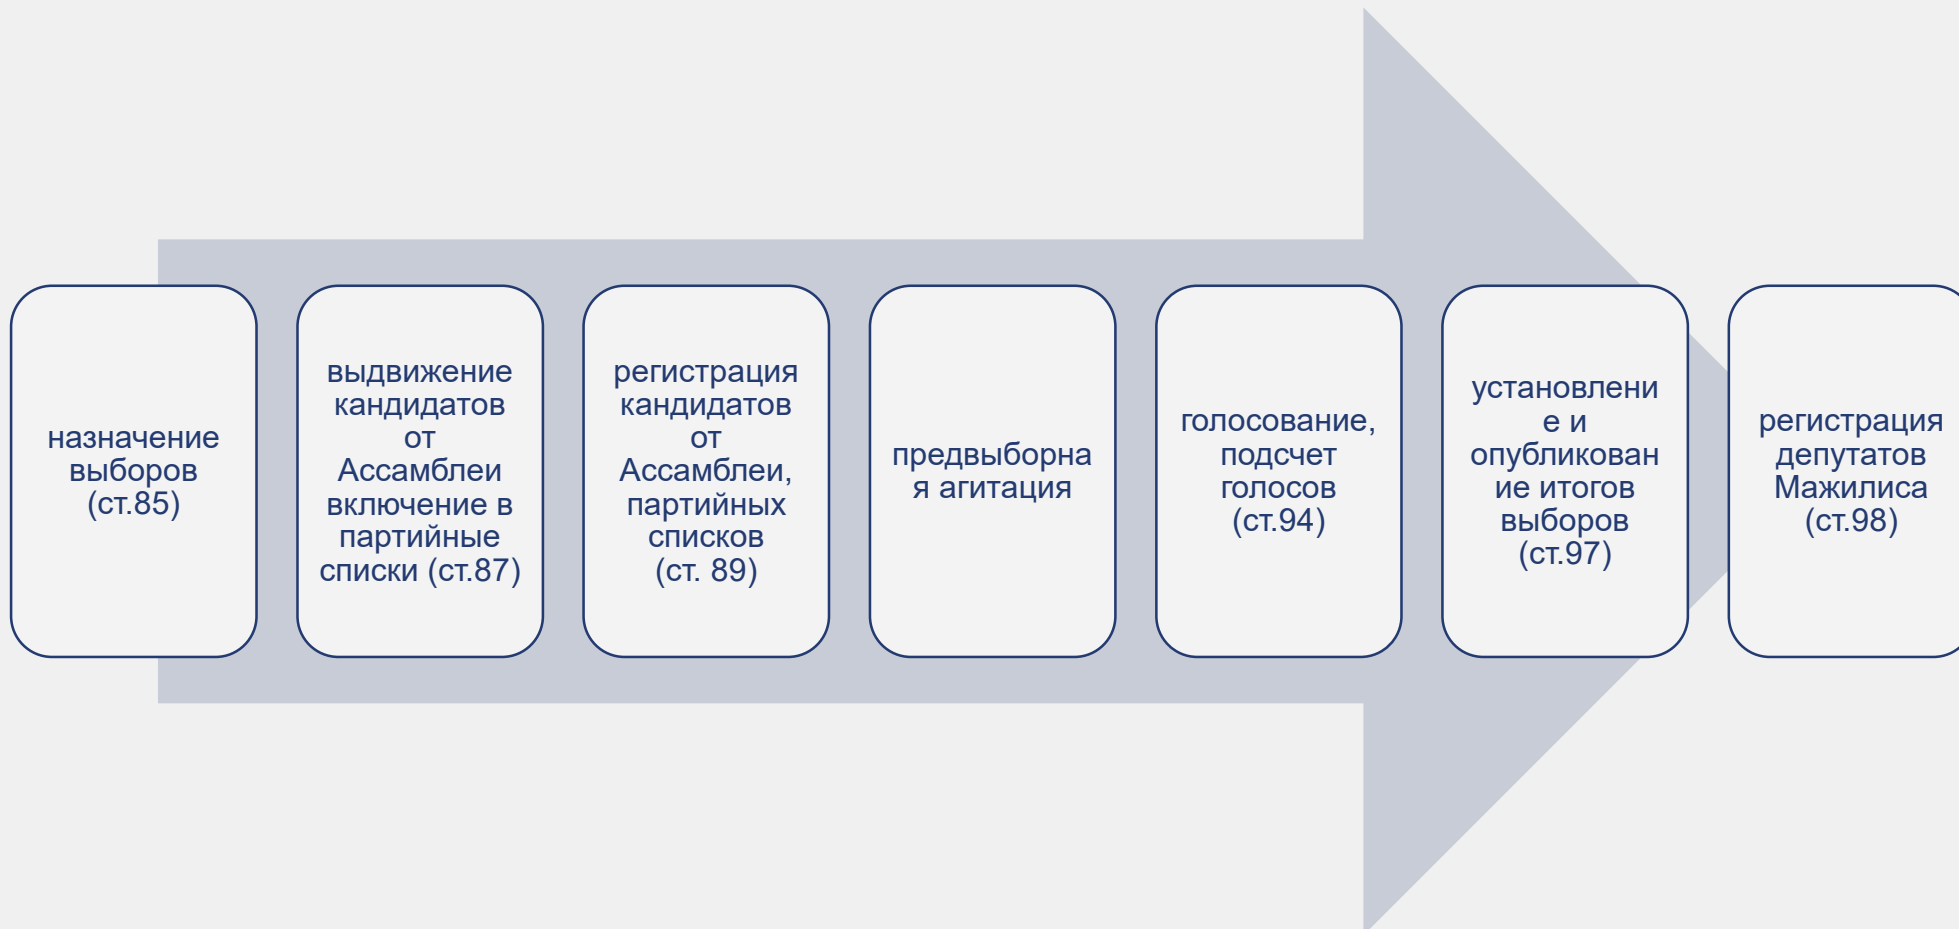 назначение
выборов
(ст.85)
выдвижение
кандидатов
от
Ассамблеи
включение в
партийные
списки (ст.87)
регистрация
кандидатов
от
Ассамблеи,
партийных
списков
(ст. 89)
предвыборна
я агитация
голосование,
подсчет
голосов
(ст.94)
установлени
е и
опубликован
ие итогов
выборов
(ст.97)
регистрация
депутатов
Мажилиса
(ст.98)